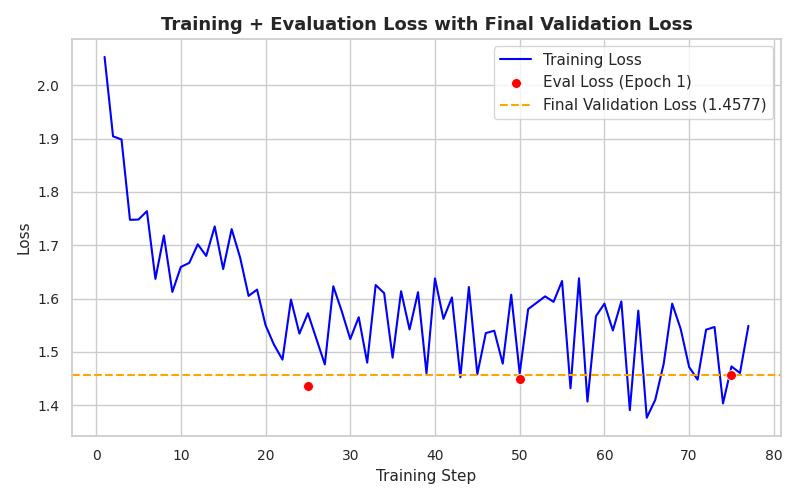 Training + Evaluation Loss with Final Validation Loss
Training Loss
Eval Loss (Epoch 1)
Final Validation Loss (1.4577)
Loss
2.0
1.9
1.8
1.7
1.6
1.5
1.4
0 10 20 30 40 50 60 70 80
Training Step